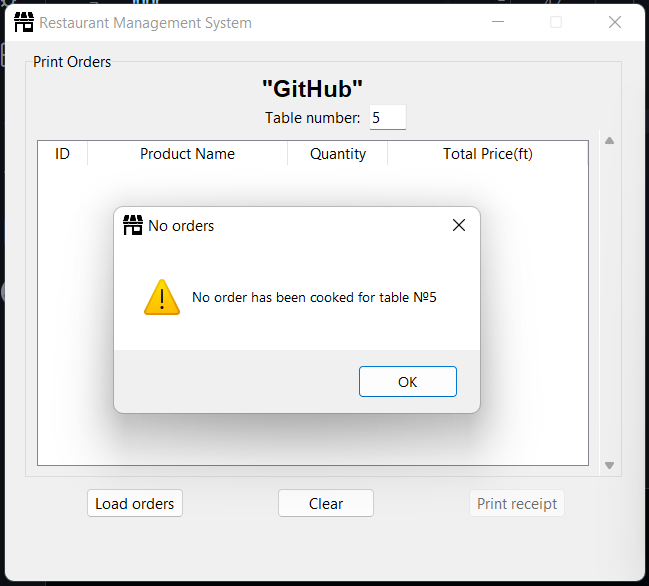 Restaurant Management System
Print Orders
"GitHub"
Table number: 5
ID Product Name Quantity Total Price(ft)
No orders
No order has been cooked for table №5
OK
Load orders Clear Print receipt